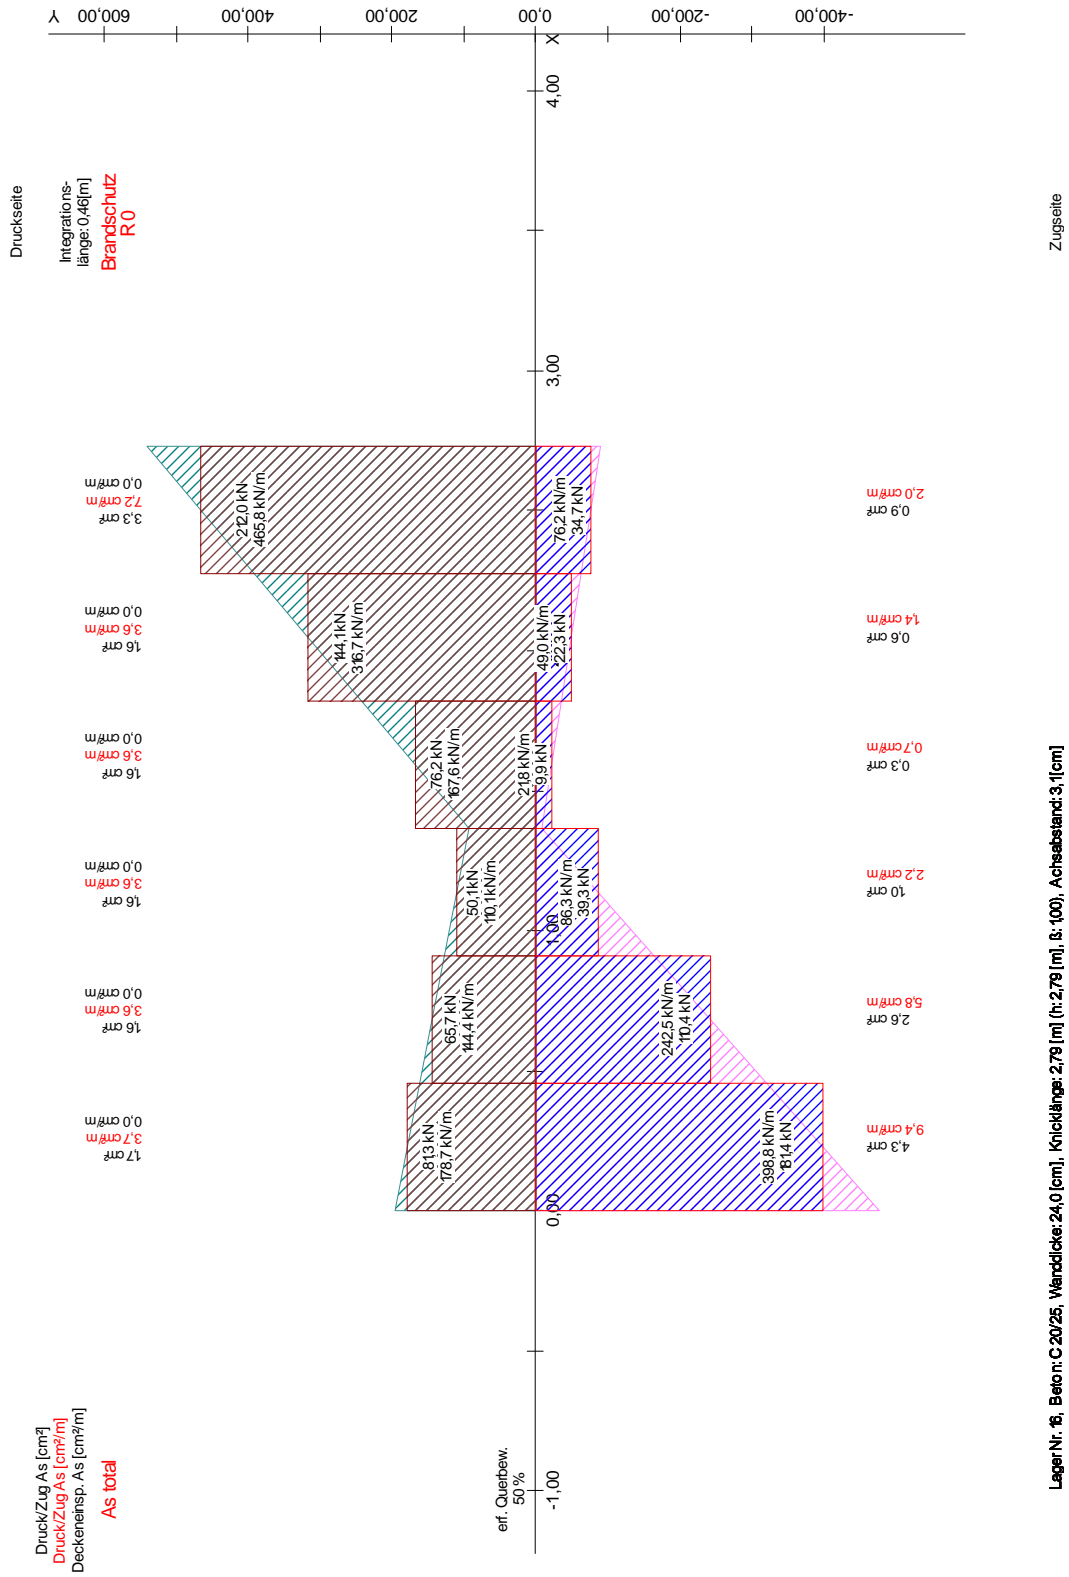 Druck/Zug As [cm²]
Druck/Zug As [cm²/m]
Deckeneinsp. As [cm²/m]
As total
Druckseite
Integrations-
länge: 0,46[m]
Brandschutz
R 0
1,7 cm²
3,7 cm²/m
0,0 cm²/m
1,6 cm²
3,6 cm²/m
0,0 cm²/m
1,6 cm²
3,6 cm²/m
0,0 cm²/m
1,6 cm²
3,6 cm²/m
0,0 cm²/m
1,6 cm²
3,6 cm²/m
0,0 cm²/m
3,3 cm²
7,2 cm²/m
0,0 cm²/m
Y
600,00
400,00
200,00
0,00
-200,00
-400,00
X
81,3 kN
178,7 kN/m
65,7 kN
144,4 kN/m
50,1 kN
110,1 kN/m
76,2 kN
167,6 kN/m
144,1 kN
316,7 kN/m
212,0 kN
465,8 kN/m
erf. Querbew.
50 %
-1,00
0,00
1,00
3,00
4,00
398,8 kN/m
181,4 kN
242,5 kN/m
110,4 kN
86,3 kN/m
39,3 kN
21,8 kN/m
9,9 kN
49,0 kN/m
22,3 kN
76,2 kN/m
34,7 kN
4,3 cm²
9,4 cm²/m
2,6 cm²
5,8 cm²/m
1,0 cm²
2,2 cm²/m
0,3 cm²
0,7 cm²/m
0,6 cm²
1,4 cm²/m
0,9 cm²
2,0 cm²/m
Zugseite
Lager Nr. 16, Beton: C 20/25, Wanddicke: 24,0 [cm], Knicklänge: 2,79 [m] (h: 2,79 [m], ß: 1,00), Achsabstand: 3,1[cm]